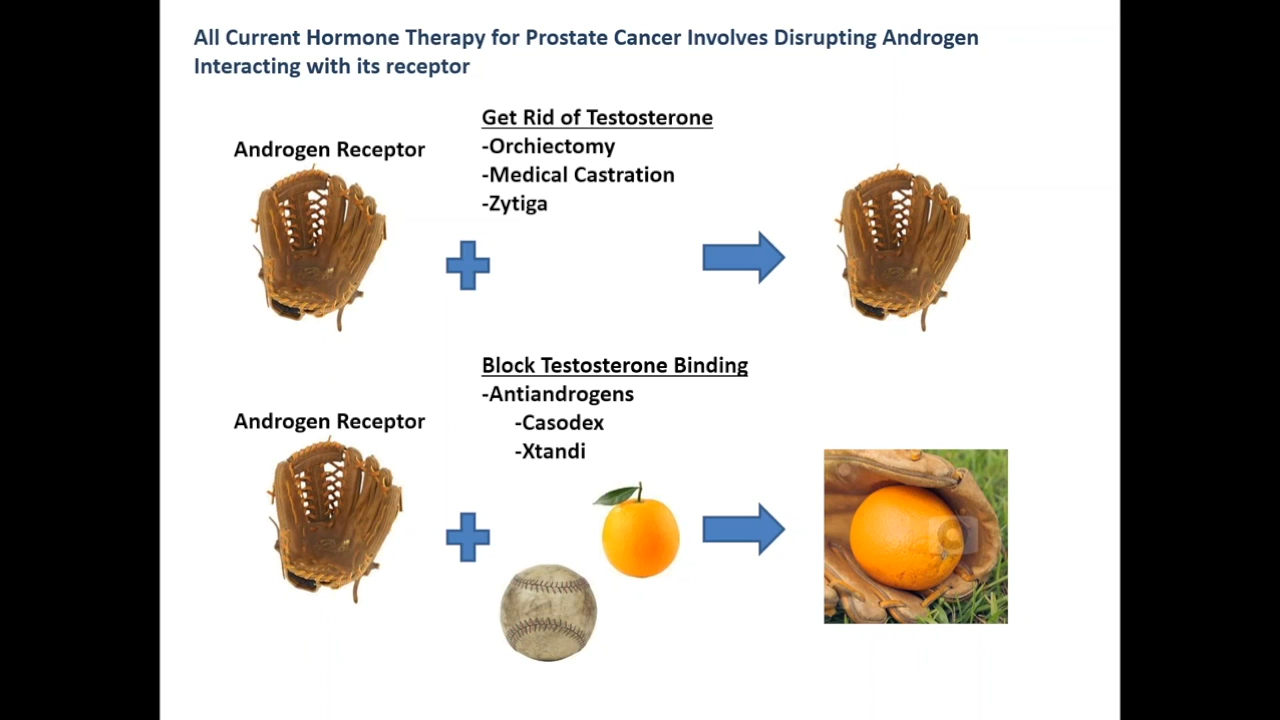 All Current Hormone Therapy for Prostate Cancer Involves Disrupting Androgen
Interacting with its receptor
Get Rid of Testosterone
-Orchiectomy
-Medical Castration
-Zytiga
Androgen Receptor
Block Testosterone Binding
-Antiandrogens
-Casodex
-Xtandi
Androgen Receptor